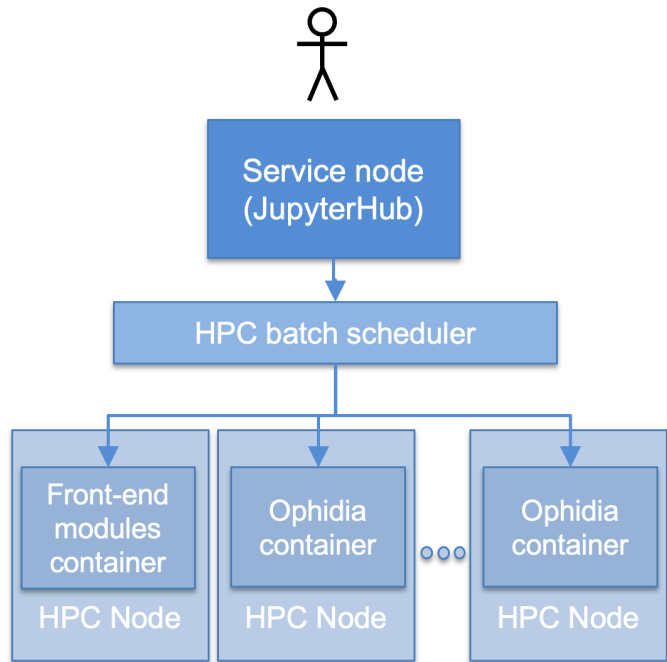 Service node
(JupyterHub)
HPC batch scheduler
Front-end
modules
container
HPC Node
Ophidia
container
HPC Node
Ophidia
container
HPC Node